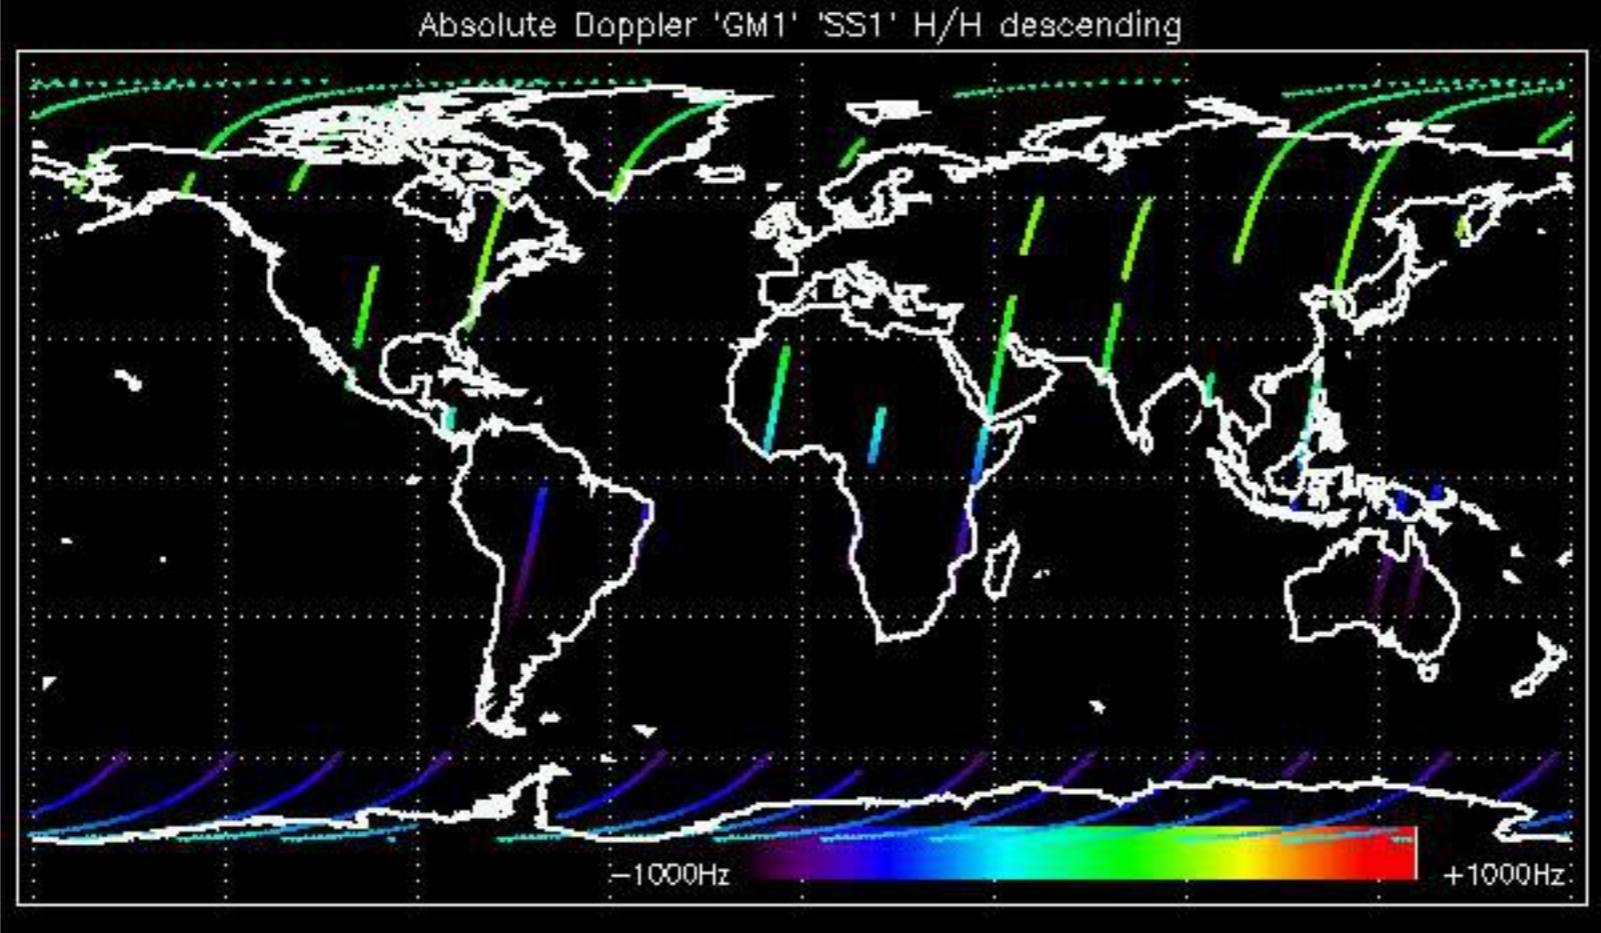 Absolute Doppler 'GM1' 'SS1' H/H descending
−1000Hz +1000Hz